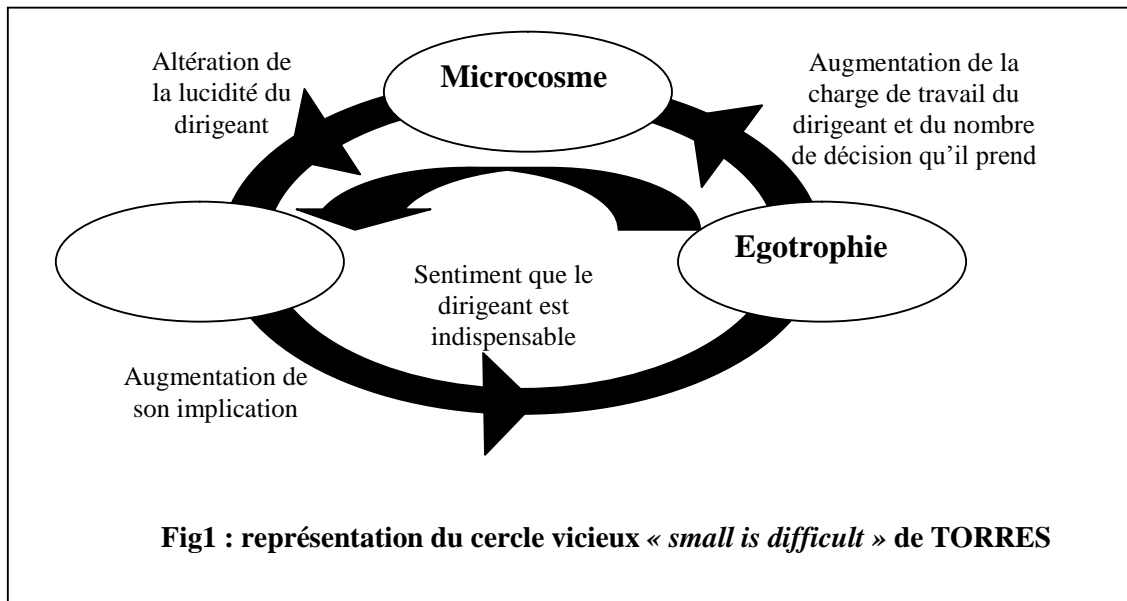 Altération de
la lucidité du
dirigeant
Microcosme
Augmentation de la
charge de travail du
dirigeant et du nombre
de décision qu'il prend
Egotrophie
Sentiment que le
dirigeant est
indispensable
Augmentation de
son implication
Fig1 : représentation du cercle vicieux « small is difficult » de TORRES